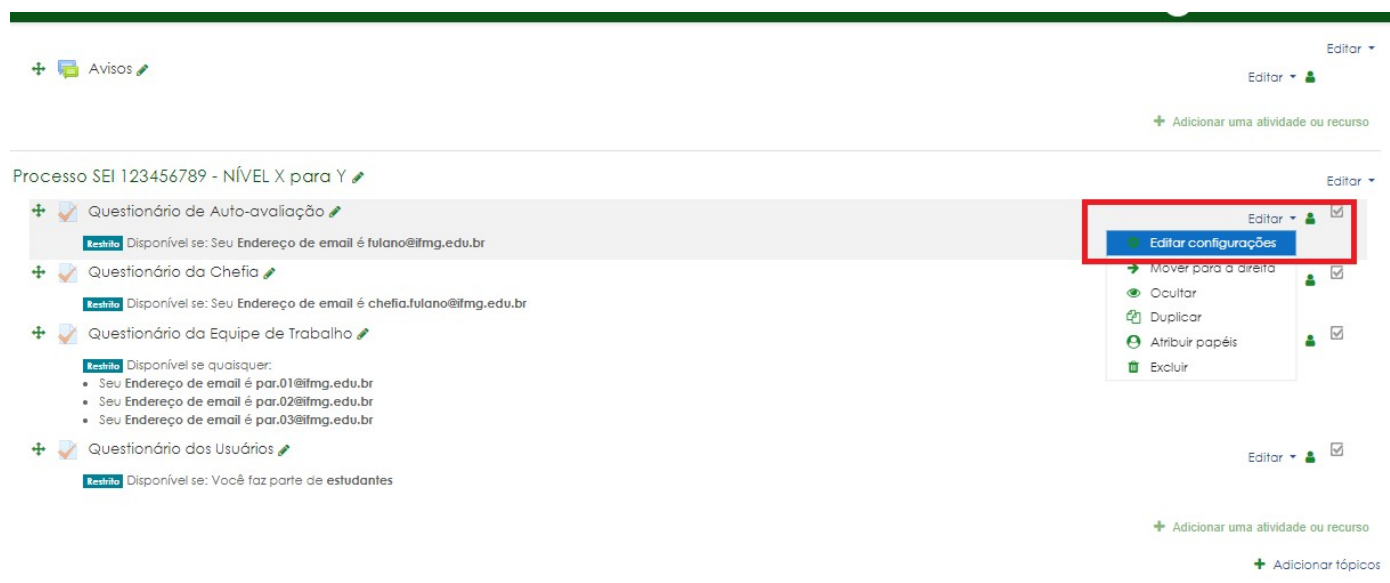 Editar
Avisos
Editar
Adicionar uma atividade ou recurso
Processo SEI 123456789 - NÍVEL X para Y
Editar
Questionário de Auto-avaliação
Editar
Restrito Disponível se: Seu Endereço de email é fulano@ifmg.edu.br
Editar configurações
Questionário da Chefia
Mover para a direita
Restrito Disponível se: Seu Endereço de email é chefia.fulano@ifmg.edu.br
Ocultar
Duplicar
Questionário da Equipe de Trabalho
Atribuir papéis
Restrito Disponível se quaisquer:
Excluir
Seu Endereço de email é par.01@ifmg.edu.br
Seu Endereço de email é par.02@ifmg.edu.br
Seu Endereço de email é par.03@ifmg.edu.br
Questionário dos Usuários
Editar
Restrito Disponível se: Você faz parte de estudantes
Adicionar uma atividade ou recurso
Adicionar tópicos